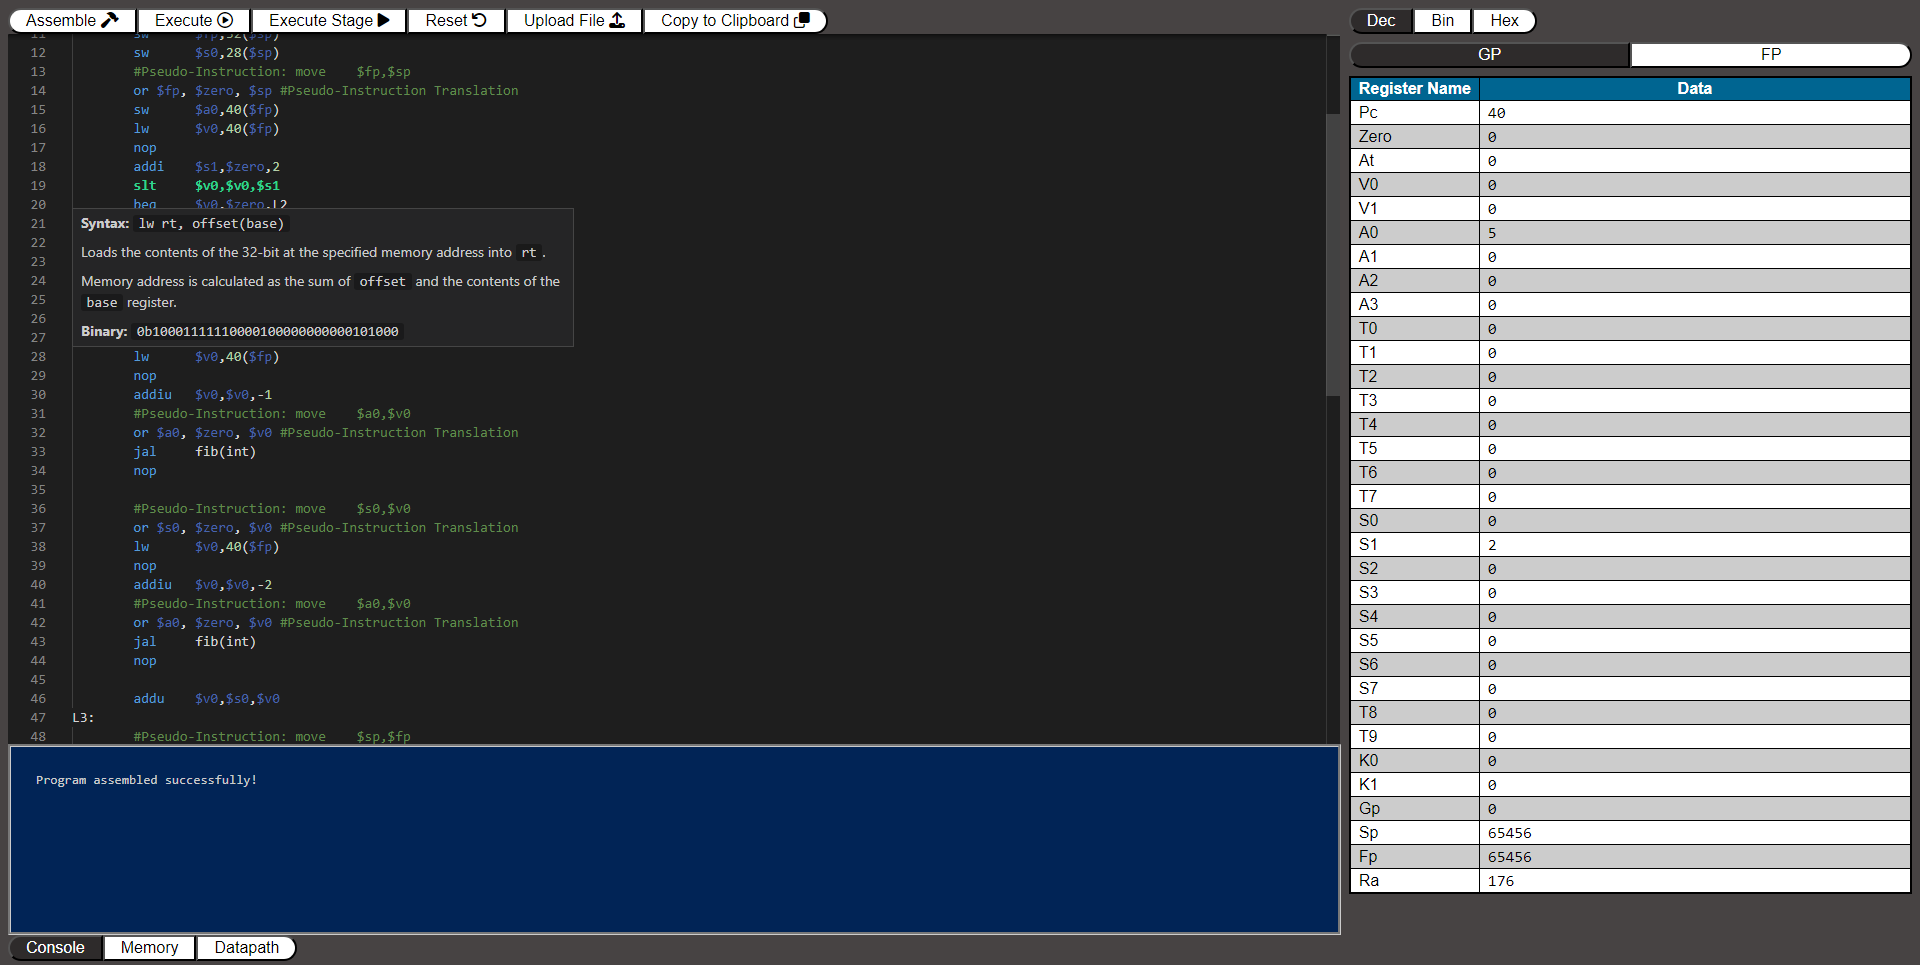 Assemble Execute Execute Stage Reset Upload File Copy to Clipboard
11 sw $fp,32($sp)
12 sw $s0,28($sp)
13 #Pseudo-Instruction: move $fp,$sp
14 or $fp, $zero, $sp #Pseudo-Instruction Translation
15 sw $a0,40($fp)
16 lw $v0,40($fp)
17 nop
18 addi $s1,$zero,2
19 slt $v0,$v0,$s1
20 beq $v0,$zero,L2
21
22
23
24
25
26
27
Syntax: lw rt, offset(base)
Loads the contents of the 32-bit at the specified memory address into rt .
Memory address is calculated as the sum of offset and the contents of the
base register.
Binary: 0b10001111110000100000000000101000
28 lw $v0,40($fp)
29 nop
30 addiu $v0,$v0,-1
31 #Pseudo-Instruction: move $a0,$v0
32 or $a0, $zero, $v0 #Pseudo-Instruction Translation
33 jal fib(int)
34 nop
35
36 #Pseudo-Instruction: move $s0,$v0
37 or $s0, $zero, $v0 #Pseudo-Instruction Translation
38 lw $v0,40($fp)
39 nop
40 addiu $v0,$v0,-2
41 #Pseudo-Instruction: move $a0,$v0
42 or $a0, $zero, $v0 #Pseudo-Instruction Translation
43 jal fib(int)
44 nop
45
46 addu $v0,$s0,$v0
47 L3:
48 #Pseudo-Instruction: move $sp,$fp
Program assembled successfully!
Console Memory Datapath
Dec Bin Hex
GP FP
Register Name Data
Pc 40
Zero 0
At 0
V0 0
V1 0
A0 5
A1 0
A2 0
A3 0
T0 0
T1 0
T2 0
T3 0
T4 0
T5 0
T6 0
T7 0
S0 0
S1 2
S2 0
S3 0
S4 0
S5 0
S6 0
S7 0
T8 0
T9 0
K0 0
K1 0
Gp 0
Sp 65456
Fp 65456
Ra 176